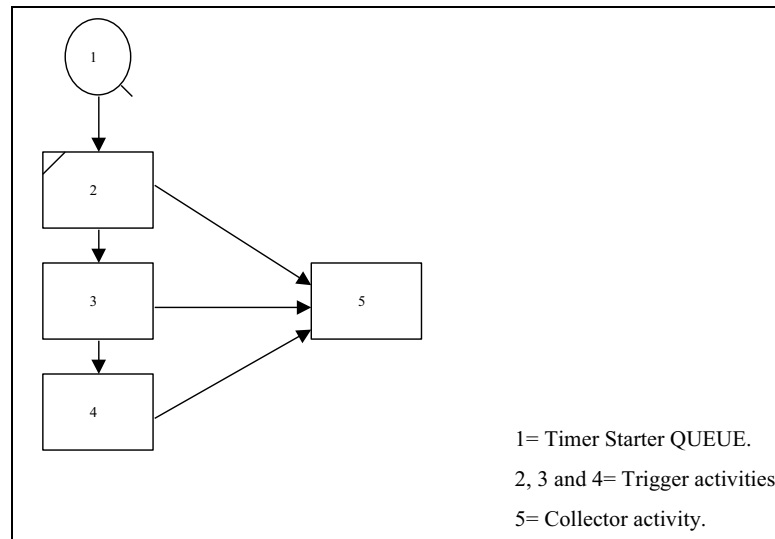 1
2
3
5
4
1= Timer Starter QUEUE.
2, 3 and 4= Trigger activities
5= Collector activity.